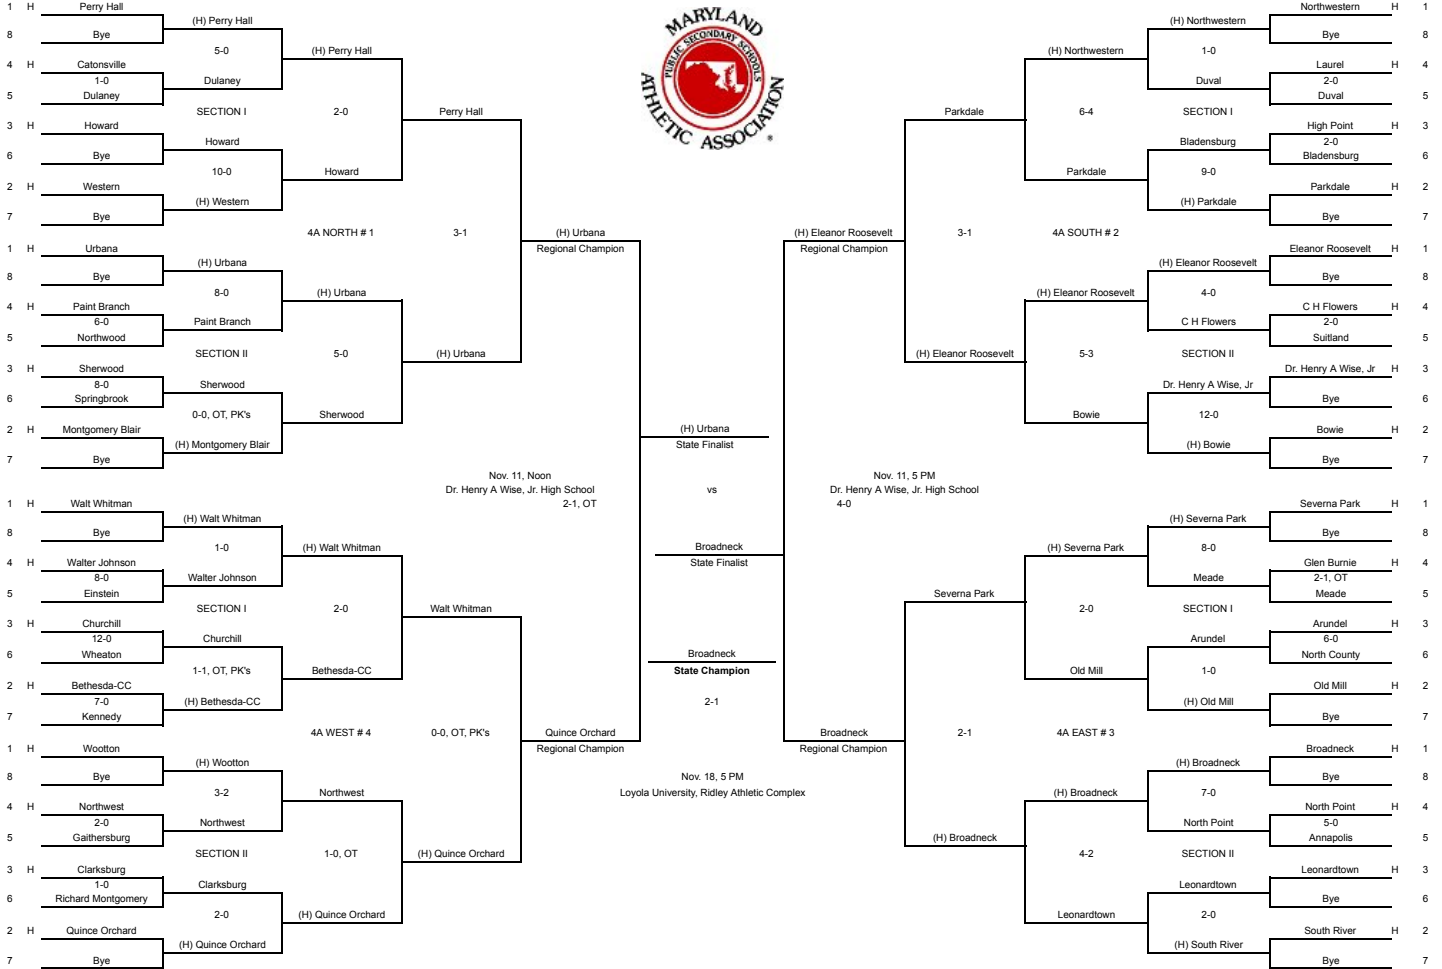 MARYLAND
PUBLIC SECONDARY SCHOOLS
ATHLETIC ASSOCIATION
®
1 H Perry Hall
(H) Perry Hall
8 Bye
5-0
(H) Perry Hall
4 H Catonsville
1-0
Dulaney
5 Dulaney
SECTION I
2-0
Perry Hall
3 H Howard
Howard
6 Bye
10-0
Howard
2 H Western
(H) Western
7 Bye
4A NORTH # 1
3-1
(H) Urbana
Regional Champion
1 H Urbana
(H) Urbana
8 Bye
8-0
(H) Urbana
4 H Paint Branch
6-0
Paint Branch
5 Northwood
SECTION II
5-0
(H) Urbana
3 H Sherwood
8-0
Sherwood
6 Springbrook
0-0, OT, PK's
Sherwood
2 H Montgomery Blair
(H) Montgomery Blair
7 Bye
Nov. 11, Noon
Dr. Henry A Wise, Jr. High School
2-1, OT
1 H Walt Whitman
(H) Walt Whitman
8 Bye
1-0
(H) Walt Whitman
4 H Walter Johnson
8-0
Walter Johnson
5 Einstein
SECTION I
2-0
Walt Whitman
3 H Churchill
12-0
Churchill
6 Wheaton
1-1, OT, PK's
Bethesda-CC
2 H Bethesda-CC
7-0
(H) Bethesda-CC
7 Kennedy
4A WEST # 4
0-0, OT, PK's
Quince Orchard
Regional Champion
1 H Wootton
(H) Wootton
8 Bye
3-2
Northwest
4 H Northwest
2-0
Northwest
5 Gaithersburg
SECTION II
1-0, OT
(H) Quince Orchard
3 H Clarksburg
1-0
Clarksburg
6 Richard Montgomery
2-0
(H) Quince Orchard
2 H Quince Orchard
(H) Quince Orchard
7 Bye
(H) Urbana
State Finalist
vs
Broadneck
State Finalist
Broadneck
State Champion
2-1
Nov. 18, 5 PM
Loyola University, Ridley Athletic Complex
Northwestern H 1
(H) Northwestern
Bye 8
1-0
(H) Northwestern
Laurel H 4
2-0
Duval
Duval 5
SECTION I
6-4
Parkdale
High Point H 3
2-0
Bladensburg
Bladensburg 6
9-0
Parkdale
Parkdale H 2
(H) Parkdale
Bye 7
4A SOUTH # 2
3-1
(H) Eleanor Roosevelt
Regional Champion
Eleanor Roosevelt H 1
(H) Eleanor Roosevelt
Bye 8
4-0
(H) Eleanor Roosevelt
C H Flowers H 4
2-0
C H Flowers
Suitland 5
SECTION II
5-3
(H) Eleanor Roosevelt
Dr. Henry A Wise, Jr H 3
Dr. Henry A Wise, Jr
Bye 6
12-0
Bowie
Bowie H 2
(H) Bowie
Bye 7
Nov. 11, 5 PM
Dr. Henry A Wise, Jr. High School
4-0
Severna Park H 1
(H) Severna Park
Bye 8
8-0
(H) Severna Park
Glen Burnie H 4
2-1, OT
Meade
Meade 5
SECTION I
2-0
Severna Park
Arundel H 3
6-0
Arundel
North County 6
1-0
Old Mill
Old Mill H 2
(H) Old Mill
Bye 7
4A EAST # 3
2-1
Broadneck
Regional Champion
Broadneck H 1
(H) Broadneck
Bye 8
7-0
(H) Broadneck
North Point H 4
5-0
North Point
Annapolis 5
SECTION II
4-2
(H) Broadneck
Leonardtown H 3
Leonardtown
Bye 6
2-0
Leonardtown
South River H 2
(H) South River
Bye 7